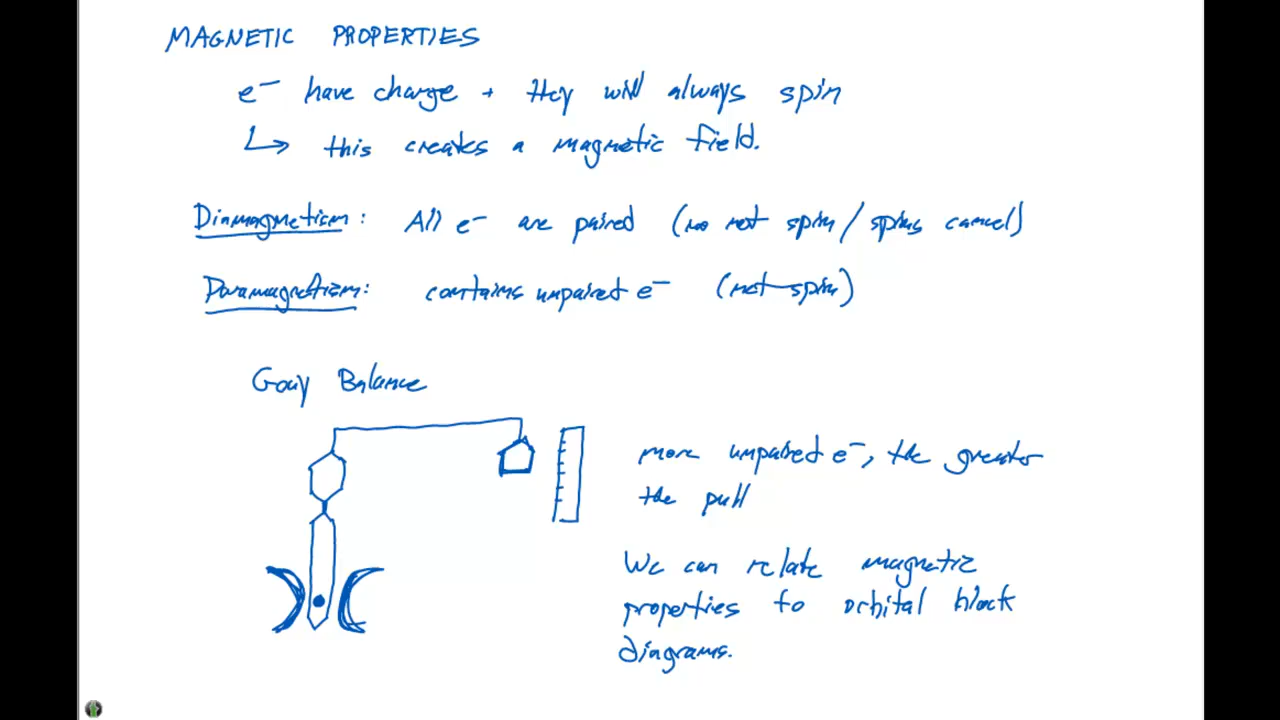 MAGNETIC PROPERTIES
e⁻ have charge + they will always spin
↳ this creates a magnetic field.
Diamagnetism: All e⁻ are paired (no net spin/spins cancel)
Paramagnetism: contains unpaired e⁻ (net spin)
Gouy Balance
more unpaired e⁻, the greater
the pull
We can relate magnetic
properties to orbital block
diagrams.